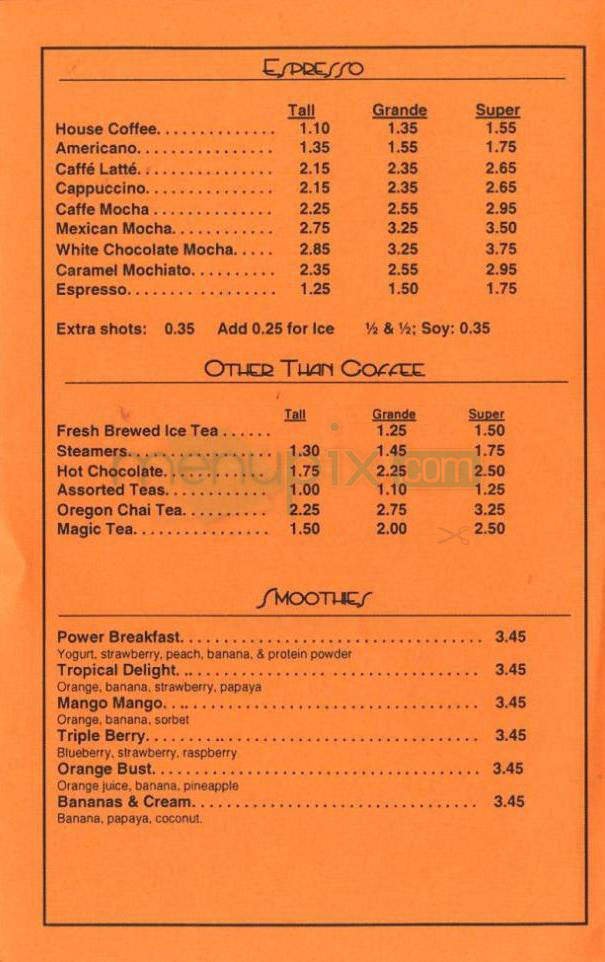 ESPRESSO
Tall Grande Super
House Coffee. . . . . . . . . . . . . . 1.10 1.35 1.55
Americano. . . . . . . . . . . . . . . . 1.35 1.55 1.75
Caffé Latté. . . . . . . . . . . . . . . . 2.15 2.35 2.65
Cappuccino. . . . . . . . . . . . . . . 2.15 2.35 2.65
Caffe Mocha . . . . . . . . . . . . . . 2.25 2.55 2.95
Mexican Mocha. . . . . . . . . . . . 2.75 3.25 3.50
White Chocolate Mocha. . . . . 2.85 3.25 3.75
Caramel Mochiato. . . . . . . . . . 2.35 2.55 2.95
Espresso. . . . . . . . . . . . . . . . . 1.25 1.50 1.75
Extra shots: 0.35 Add 0.25 for Ice ½ & ½; Soy: 0.35
OTHER THAN COFFEE
Tall Grande Super
Fresh Brewed Ice Tea . . . . . . 1.25 1.50
Steamers. . . . . . . . . . . . . . . . . 1.30 1.45 1.75
Hot Chocolate. . . . . . . . . . . . . 1.75 2.25 2.50
Assorted Teas. . . . . . . . . . . . . 1.00 1.10 1.25
Oregon Chai Tea. . . . . . . . . . . 2.25 2.75 3.25
Magic Tea. . . . . . . . . . . . . . . . 1.50 2.00 2.50
menupix.com
SMOOTHIES
Power Breakfast. . . . . . . . . . . . . . . . . . . . . . . . . . . . . . . . . . . 3.45
Yogurt, strawberry, peach, banana, & protein powder
Tropical Delight. . . . . . . . . . . . . . . . . . . . . . . . . . . . . . . . . . . 3.45
Orange, banana, strawberry, papaya
Mango Mango. . . . . . . . . . . . . . . . . . . . . . . . . . . . . . . . . . . . 3.45
Orange, banana, sorbet
Triple Berry. . . . . . . . . . . . . . . . . . . . . . . . . . . . . . . . . . . . . . 3.45
Blueberry, strawberry, raspberry
Orange Bust. . . . . . . . . . . . . . . . . . . . . . . . . . . . . . . . . . . . . 3.45
Orange juice, banana, pineapple
Bananas & Cream. . . . . . . . . . . . . . . . . . . . . . . . . . . . . . . . . 3.45
Banana, papaya, coconut.